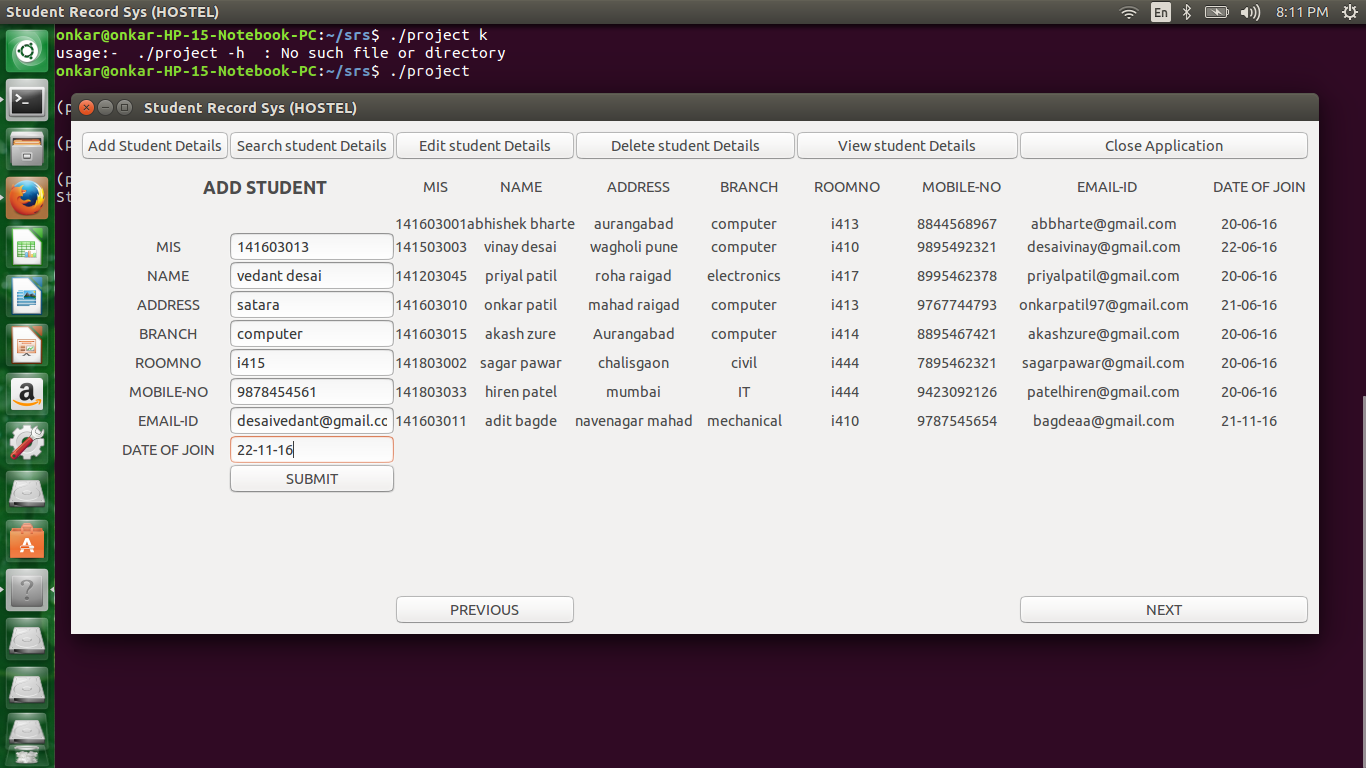 Student Record Sys (HOSTEL) En 8:11 PM
onkar@onkar-HP-15-Notebook-PC:~/srs$ ./project k
usage:-  ./project -h  : No such file or directory
onkar@onkar-HP-15-Notebook-PC:~/srs$ ./project
Student Record Sys (HOSTEL)
Add Student Details Search student Details Edit student Details Delete student Details View student Details Close Application
ADD STUDENT MIS NAME ADDRESS BRANCH ROOMNO MOBILE-NO EMAIL-ID DATE OF JOIN
141603001 abhishek bharte aurangabad computer i413 8844568967 abbharte@gmail.com 20-06-16
MIS 141603013 141503003 vinay desai wagholi pune computer i410 9895492321 desaivinay@gmail.com 22-06-16
NAME vedant desai 141203045 priyal patil roha raigad electronics i417 8995462378 priyalpatil@gmail.com 20-06-16
ADDRESS satara 141603010 onkar patil mahad raigad computer i413 9767744793 onkarpatil97@gmail.com 21-06-16
BRANCH computer 141603015 akash zure Aurangabad computer i414 8895467421 akashzure@gmail.com 20-06-16
ROOMNO i415 141803002 sagar pawar chalisgaon civil i444 7895462321 sagarpawar@gmail.com 20-06-16
MOBILE-NO 9878454561 141803033 hiren patel mumbai IT i444 9423092126 patelhiren@gmail.com 20-06-16
EMAIL-ID desaivedant@gmail.cc 141603011 adit bagde navenagar mahad mechanical i410 9787545654 bagdeaa@gmail.com 21-11-16
DATE OF JOIN 22-11-16
SUBMIT
PREVIOUS NEXT